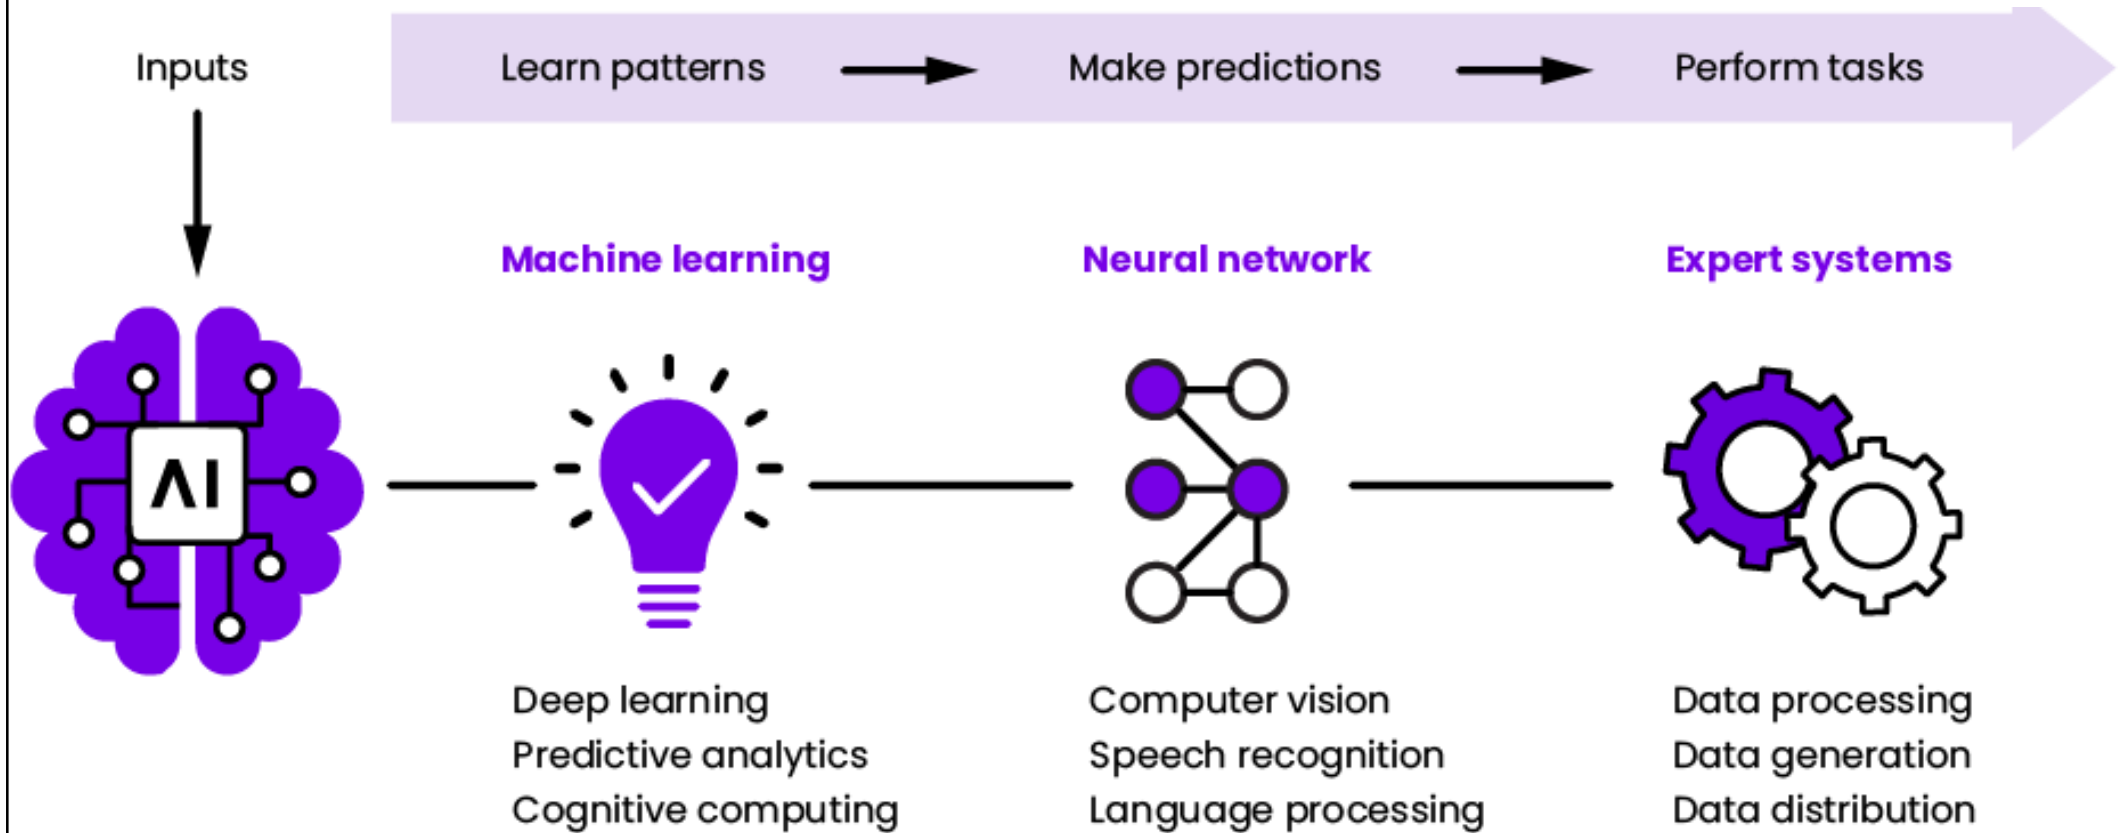 Inputs
Learn patterns
Make predictions
Perform tasks
Machine learning
Neural network
Expert systems
AI
Deep learning
Predictive analytics
Cognitive computing
Computer vision
Speech recognition
Language processing
Data processing
Data generation
Data distribution